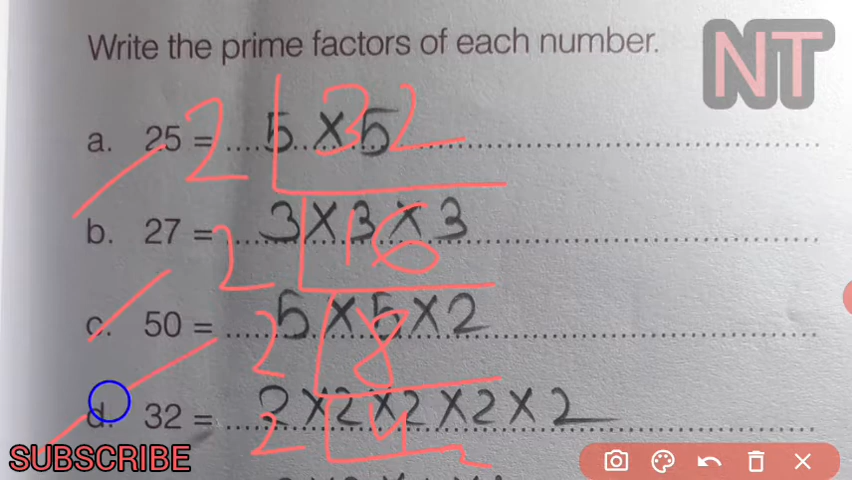 NT
Write the prime factors of each number.
a. 25 = 5 × 5
b. 27 = 3 × 3 × 3
c. 50 = 5 × 5 × 2
d. 32 = 2 × 2 × 2 × 2 × 2
2 32
2 16
2 8
2 4
SUBSCRIBE